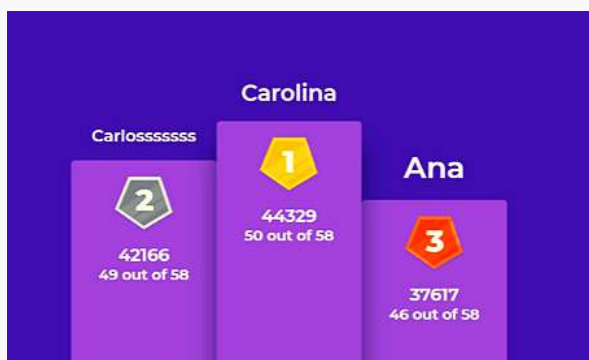 Carolina
1
44329
50 out of 58
Carlosssssss
2
42166
49 out of 58
Ana
3
37617
46 out of 58